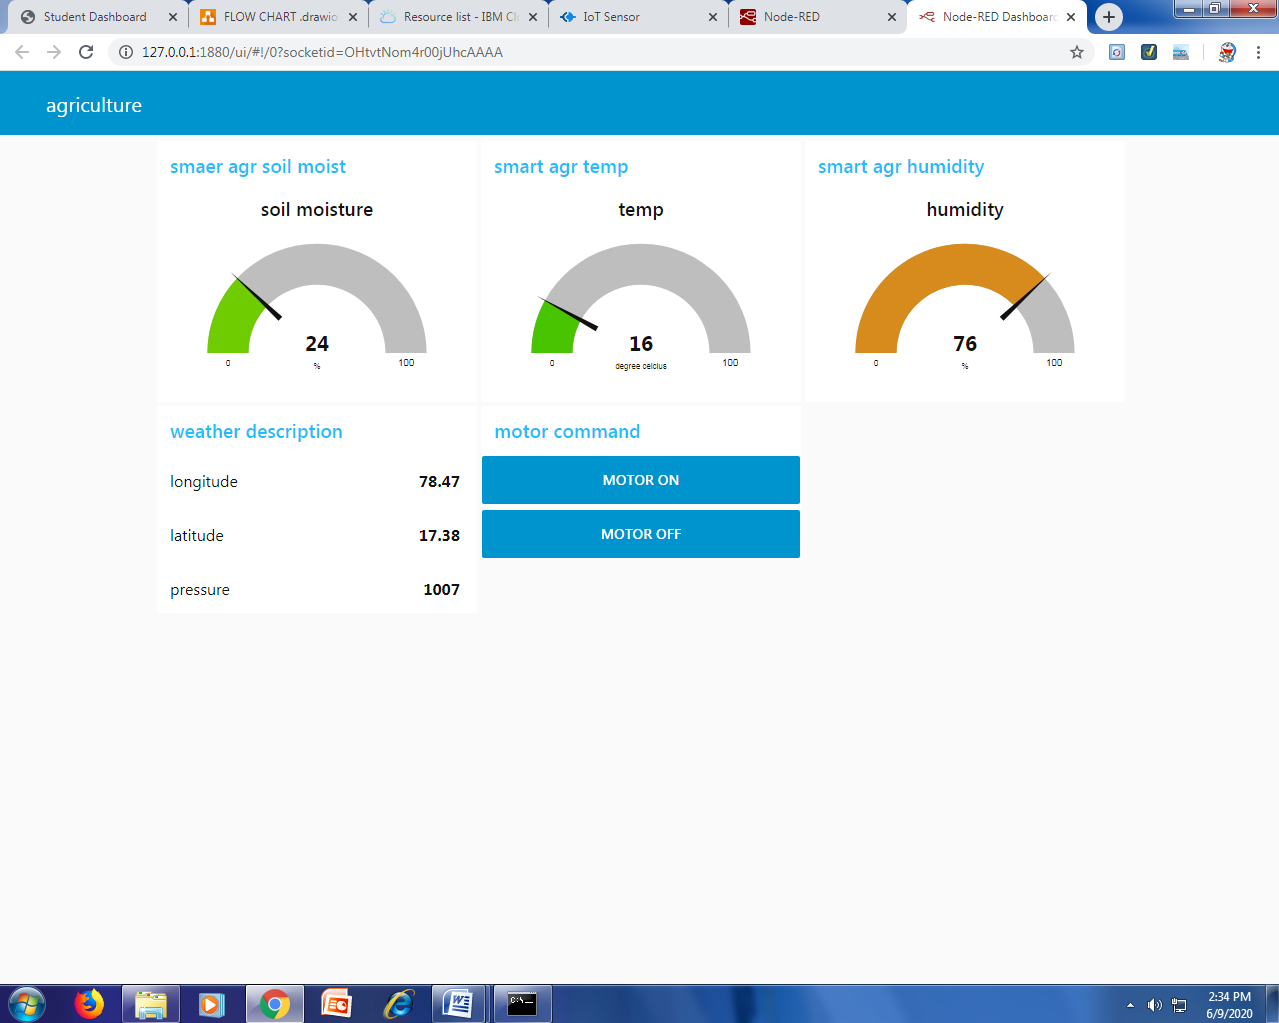 Student Dashboard
FLOW CHART .drawio
Resource list - IBM Cl
IoT Sensor
Node-RED
Node-RED Dashboard
127.0.0.1:1880/ui/#!/0?socketid=OHtvtNom4r00jUhcAAAA
agriculture
smaer agr soil moist
soil moisture
24
%
0
100
smart agr temp
temp
16
degree celcius
0
100
smart agr humidity
humidity
76
%
0
100
weather description
longitude 78.47
latitude 17.38
pressure 1007
motor command
MOTOR ON
MOTOR OFF
C:\
2:34 PM
6/9/2020